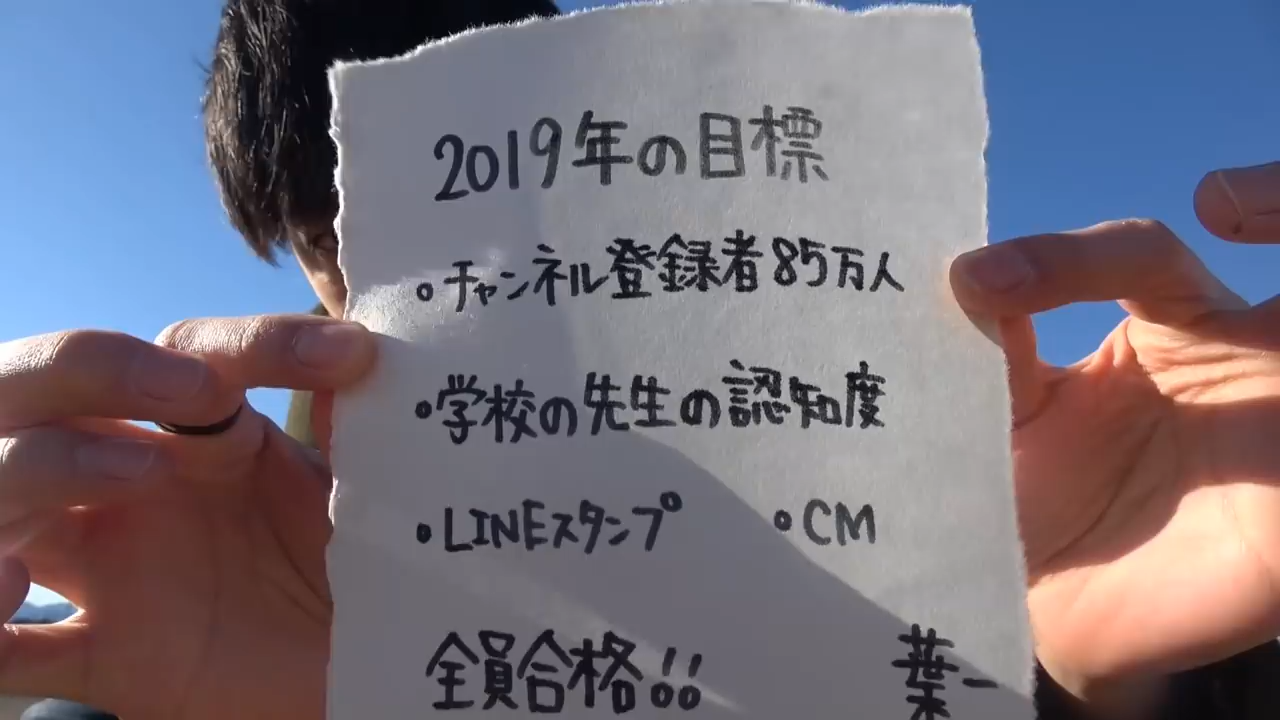 2019年の目標
。チャンネル登録者85万人
。学校の先生の認知度
。LINEスタンプ 。CM
全員合格!! 葉一